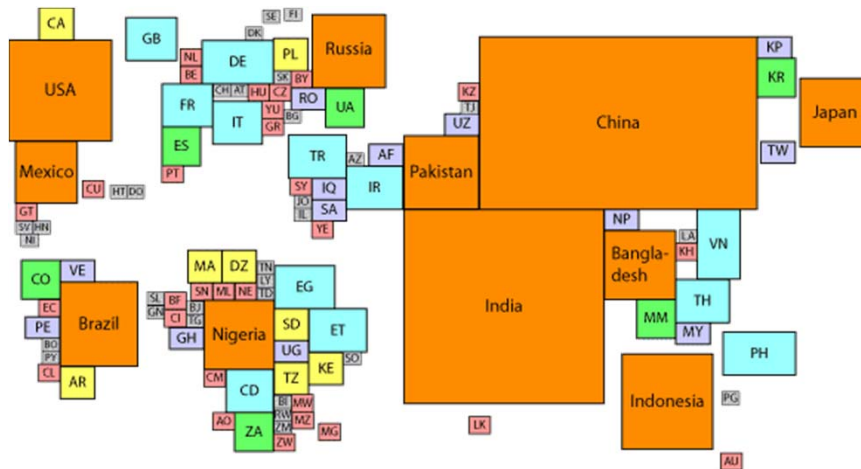 CA
USA
Mexico
CU
HT DO
GT
SV HN
NI
GB
SE
FI
DK
NL
DE
PL
Russia
BE
SK BY
CH AT HU CZ
RO
FR
UA
YU
BG
IT
GR
ES
PT
TR
AZ
AF
SY
IQ
IR
JO
SA
IL
YE
Pakistan
KZ
TJ
UZ
China
KP
KR
Japan
TW
India
NP
Bangla-
desh
LA
KH
VN
TH
MM
MY
PH
Indonesia
PG
LK
AU
CO
VE
EC
PE
Brazil
BO
PY
CL
AR
MA
DZ
TN
LY
TD
EG
SN ML NE
SL
GN
BF
BJ
CI
TG
GH
Nigeria
SD
ET
UG
SO
KE
TZ
CM
CD
BI
RW
ZM
MW
MZ
MG
AO
ZA
ZW